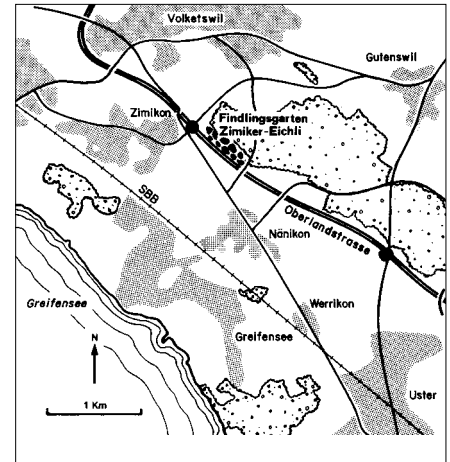 Volketswil
Gutenswil
Zimikon
Findlingsgarten
Zimiker-Eichli
SBB
Oberlandstrasse
Nänikon
Greifensee
Werrikon
N
Greifensee
1 Km
Uster